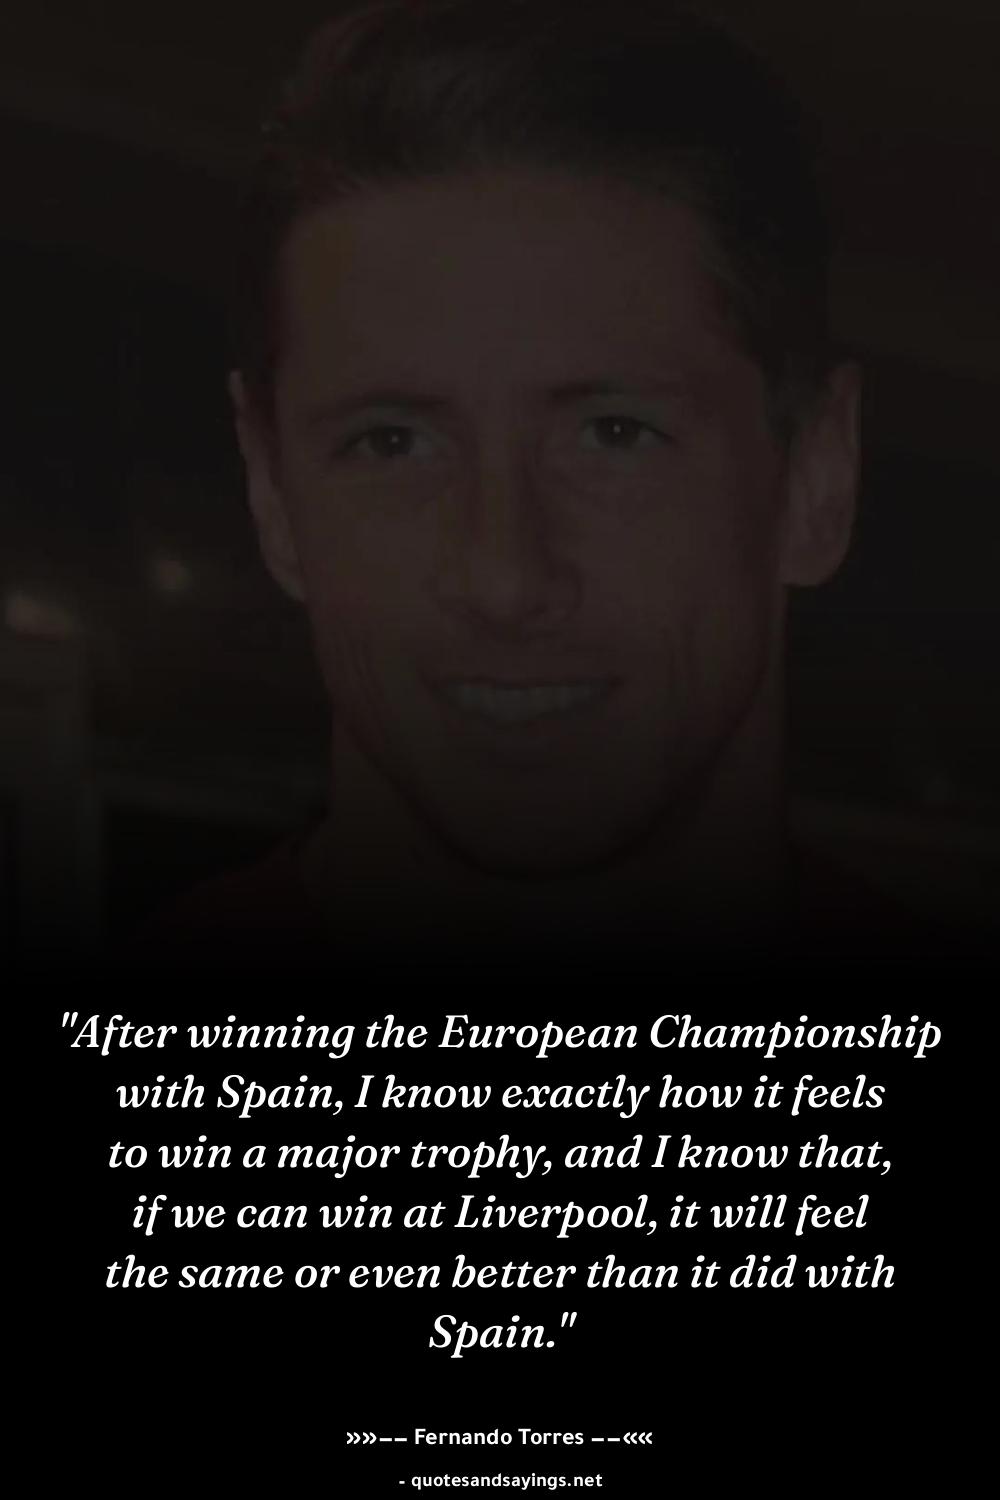 "After winning the European Championship
with Spain, I know exactly how it feels
to win a major trophy, and I know that,
if we can win at Liverpool, it will feel
the same or even better than it did with
Spain."
»»–– Fernando Torres ––««
- quotesandsayings.net